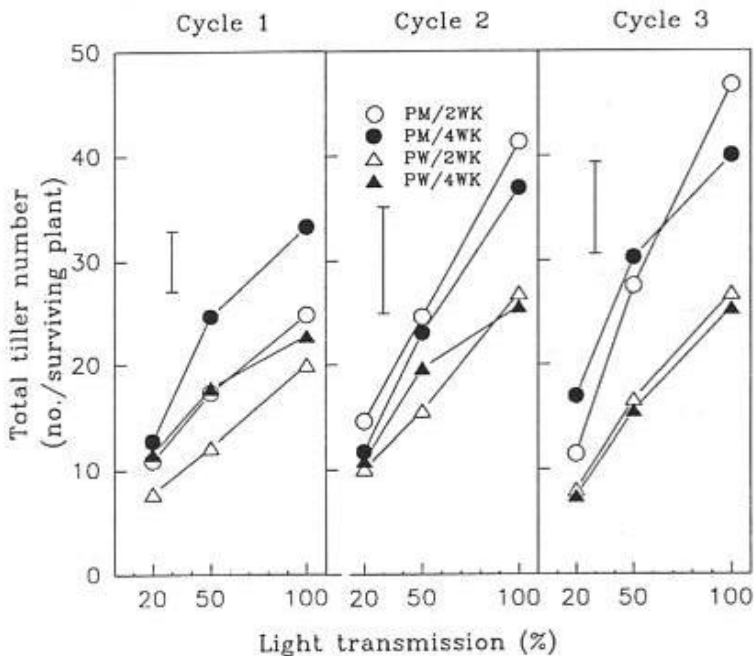 Cycle 1 Cycle 2 Cycle 3
50
40
30
20
10
0
Total tiller number
(no./surviving plant)
PM/2WK
PM/4WK
PW/2WK
PW/4WK
20 50 100 20 50 100 20 50 100
Light transmission (%)